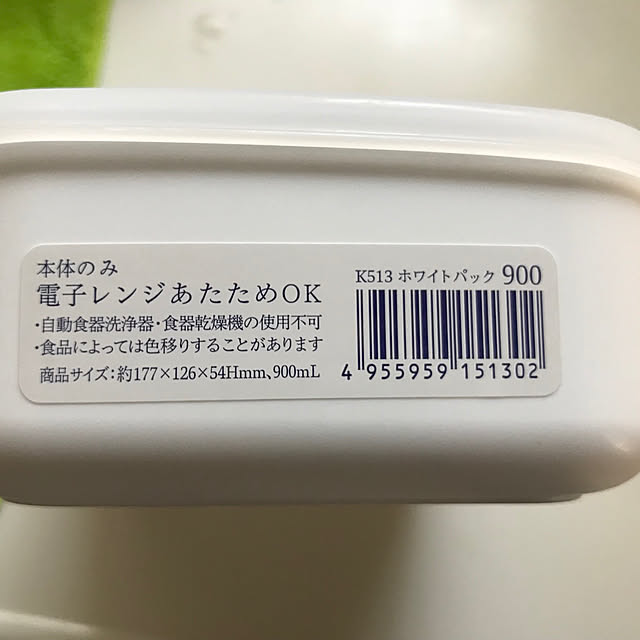 本体のみ
電子レンジあたためOK
・自動食器洗浄器・食器乾燥機の使用不可
・食品によっては色移りすることがあります
商品サイズ：約177×126×54Hmm、900mL
K513 ホワイトパック 900
4 955959 151302